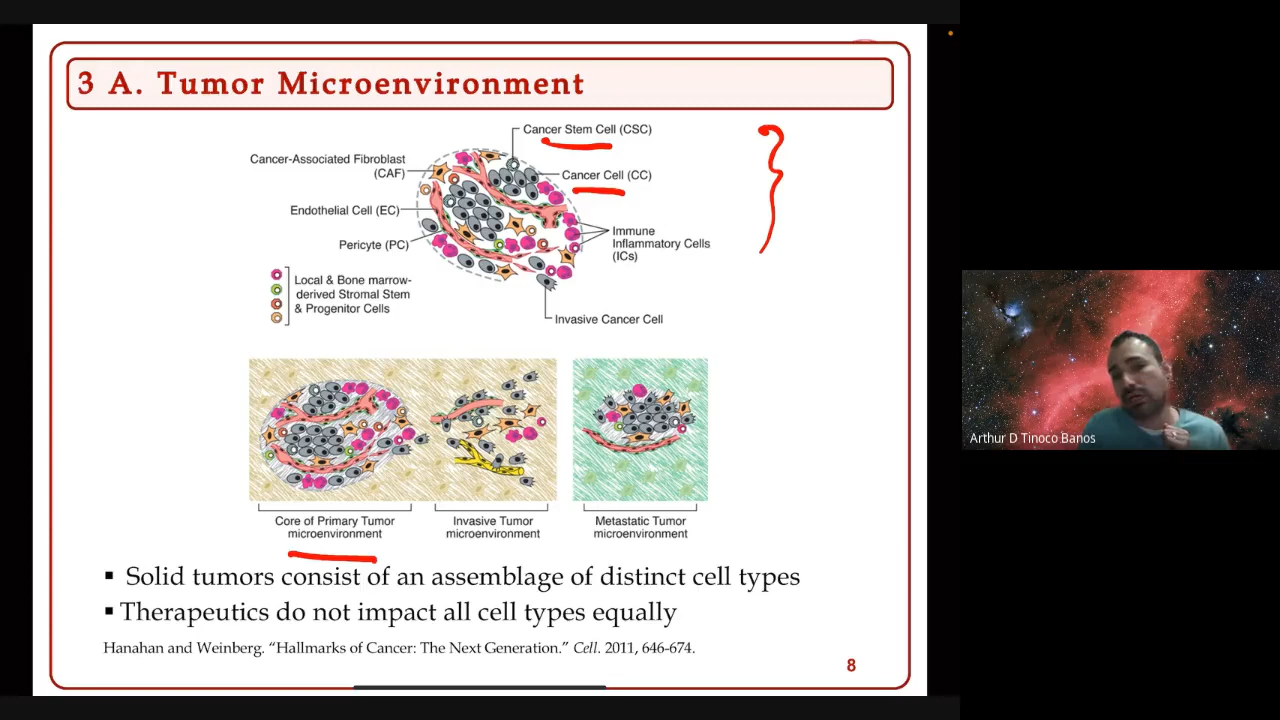 3 A. Tumor Microenvironment
Cancer Stem Cell (CSC)
Cancer-Associated Fibroblast
(CAF)
Cancer Cell (CC)
Endothelial Cell (EC)
Immune
Inflammatory Cells
(ICs)
Pericyte (PC)
Local & Bone marrow-
derived Stromal Stem
& Progenitor Cells
Invasive Cancer Cell
Core of Primary Tumor
microenvironment
Invasive Tumor
microenvironment
Metastatic Tumor
microenvironment
▪ Solid tumors consist of an assemblage of distinct cell types
▪ Therapeutics do not impact all cell types equally
Hanahan and Weinberg. “Hallmarks of Cancer: The Next Generation.” Cell. 2011, 646-674.
8
Arthur D Tinoco Banos